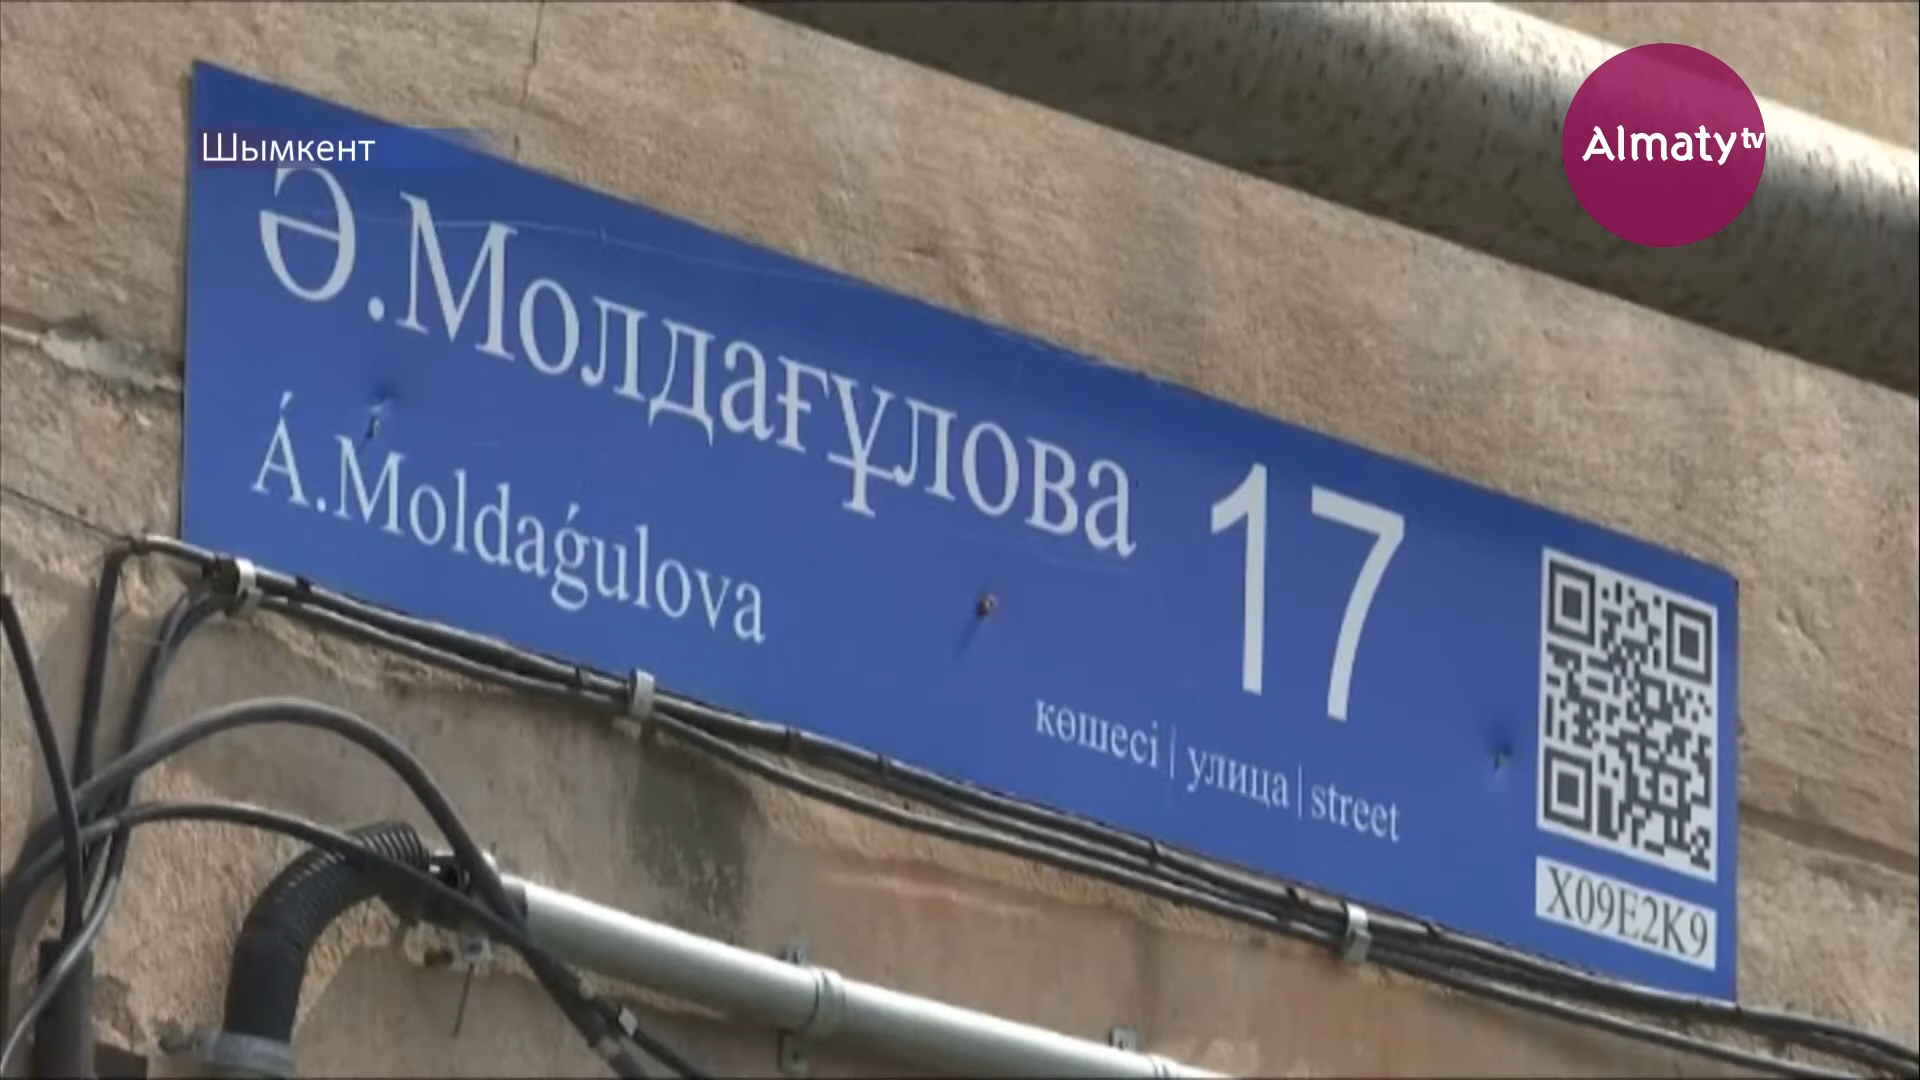 Шымкент
Almaty tv
Ә.Молдағұлова
Á.Moldaǵulova
17
көшесі | улица | street
X09E2K9